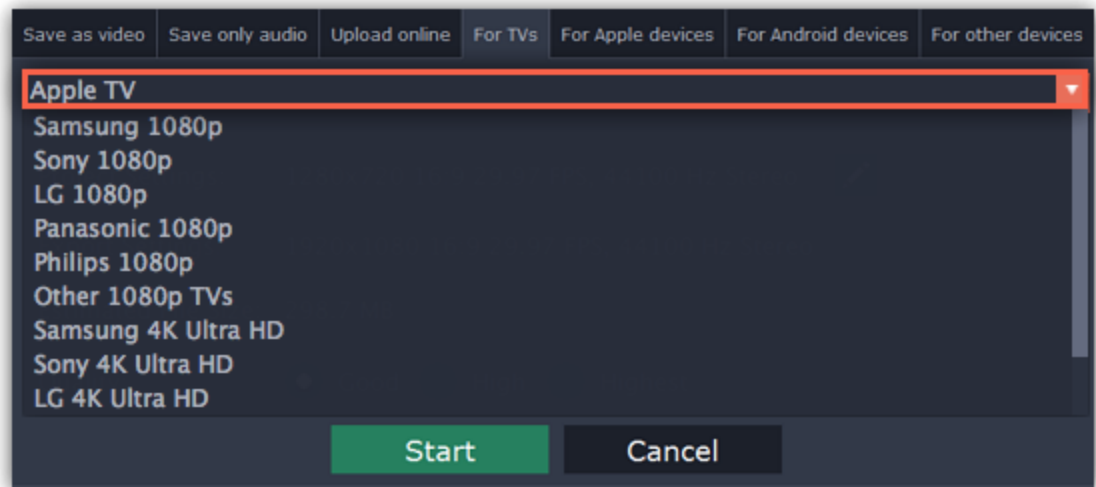 Save as video Save only audio Upload online For TVs For Apple devices For Android devices For other devices
Apple TV
Samsung 1080p
Sony 1080p
LG 1080p
Panasonic 1080p
Philips 1080p
Other 1080p TVs
Samsung 4K Ultra HD
Sony 4K Ultra HD
LG 4K Ultra HD
Start Cancel